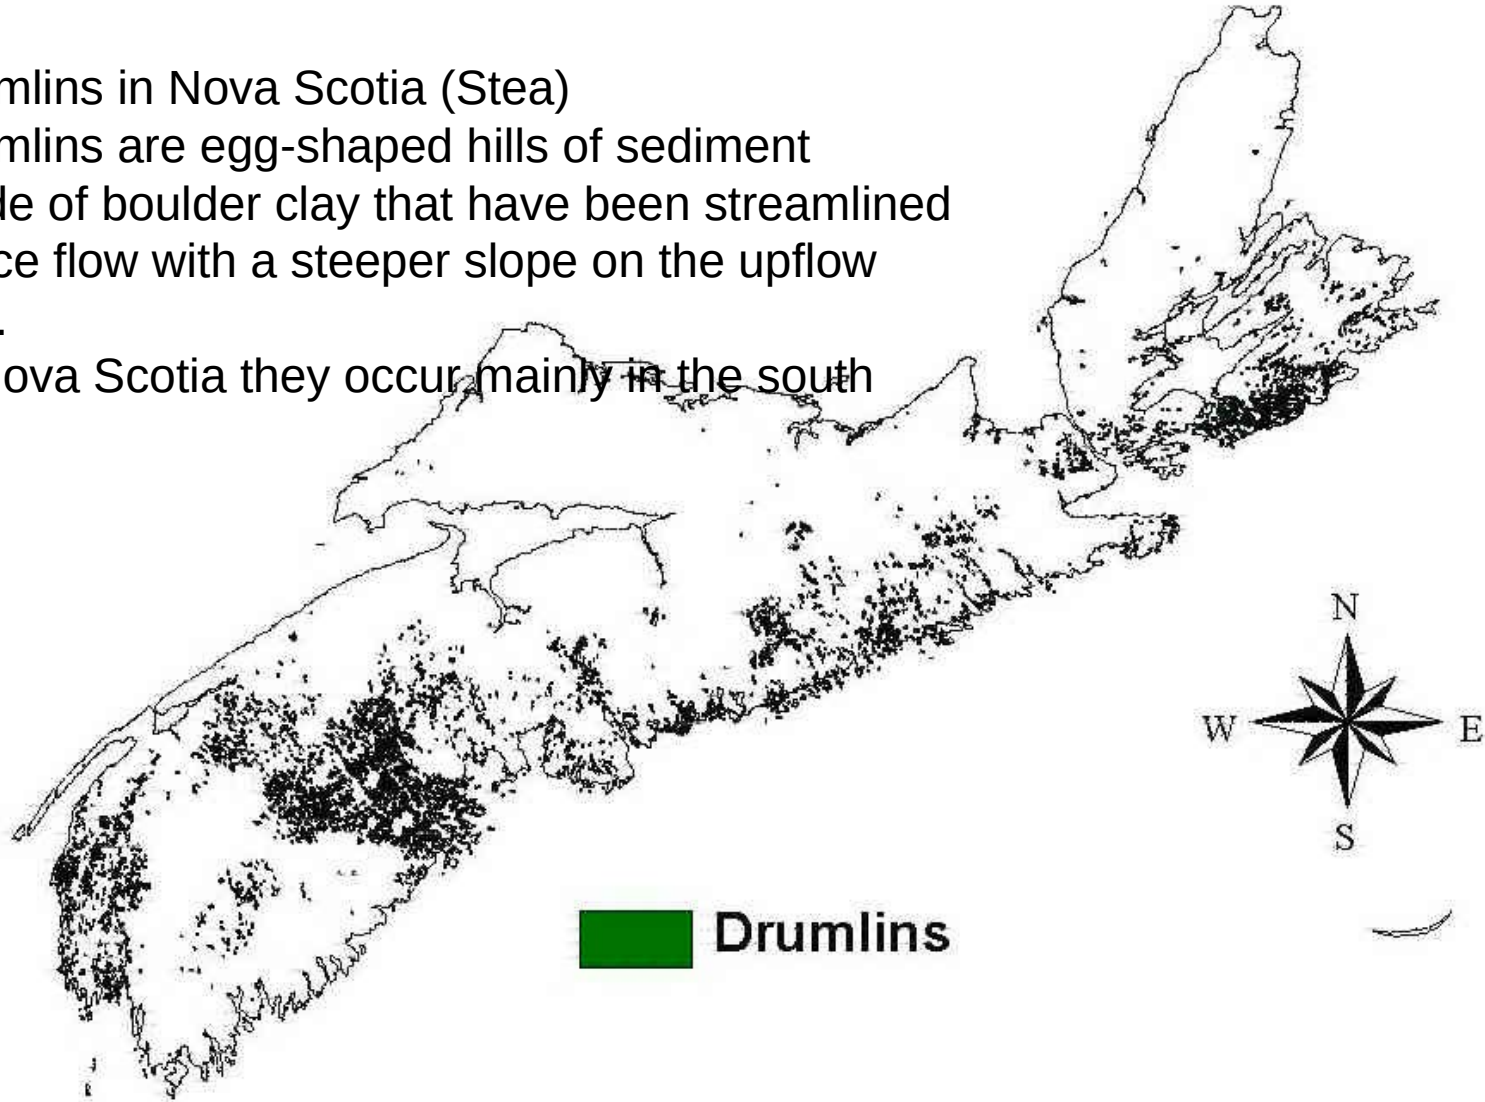 mlins in Nova Scotia (Stea)
mlins are egg-shaped hills of sediment
de of boulder clay that have been streamlined
ce flow with a steeper slope on the upflow
.
ova Scotia they occur mainly in the south
N
W
E
S
Drumlins